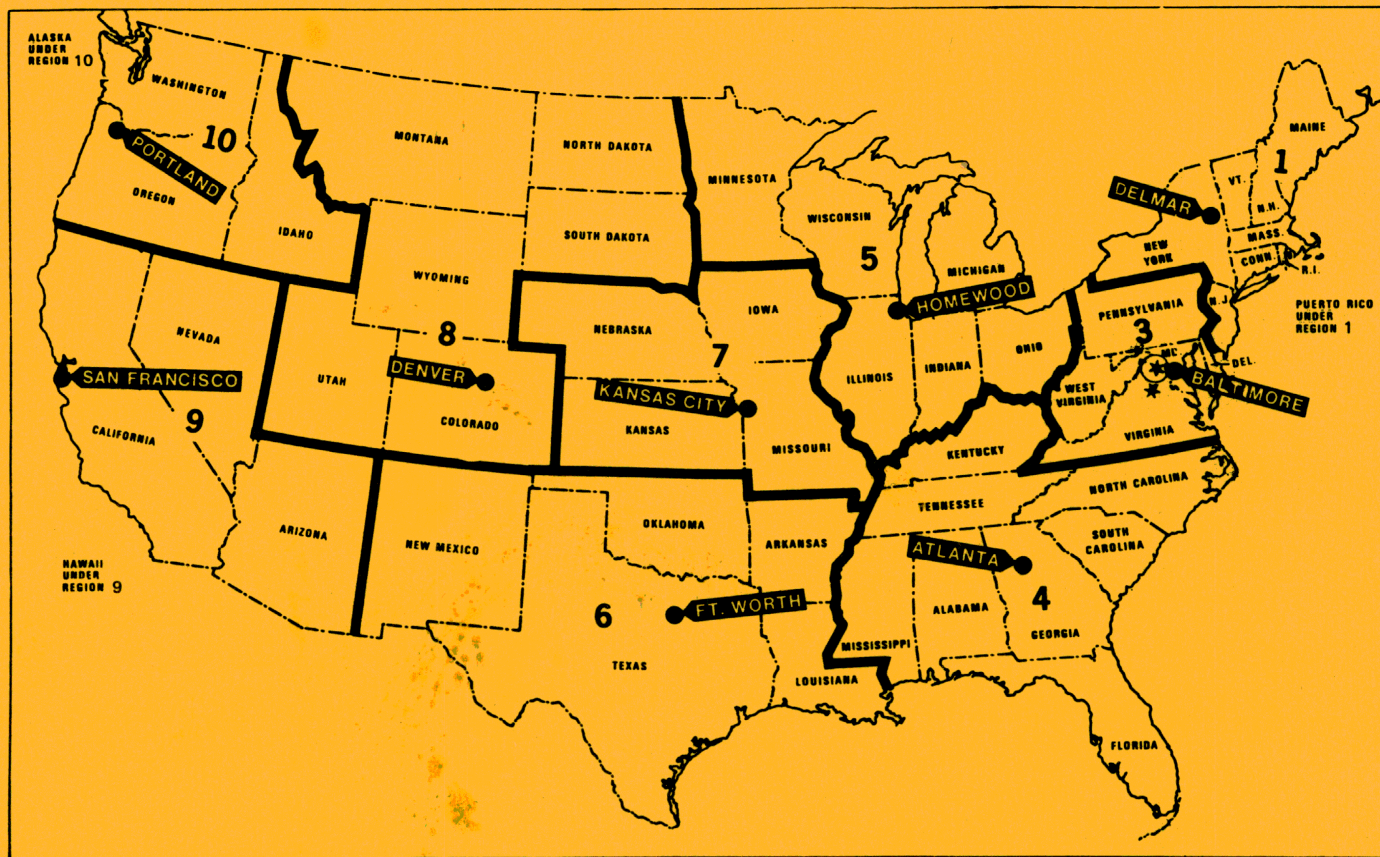 ALASKA
UNDER
REGION 10
WASHINGTON
10
PORTLAND
OREGON
IDAHO
MONTANA
NORTH DAKOTA
MINNESOTA
SOUTH DAKOTA
WYOMING
WISCONSIN
5
MICHIGAN
HOMEWOOD
MAINE
1
VT.
N.H.
DELMAR
MASS.
NEW
YORK
CONN.
R.I.
PUERTO RICO
UNDER
REGION 1
PENNSYLVANIA
N.J.
3
MD.
DEL.
BALTIMORE
WEST
VIRGINIA
VIRGINIA
NEVADA
SAN FRANCISCO
CALIFORNIA
9
UTAH
8
DENVER
COLORADO
NEBRASKA
IOWA
7
KANSAS CITY
KANSAS
MISSOURI
ILLINOIS
INDIANA
OHIO
KENTUCKY
TENNESSEE
NORTH CAROLINA
SOUTH
CAROLINA
ATLANTA
4
GEORGIA
ALABAMA
MISSISSIPPI
FLORIDA
ARIZONA
NEW MEXICO
OKLAHOMA
ARKANSAS
6
FT. WORTH
TEXAS
LOUISIANA
HAWAII
UNDER
REGION 9